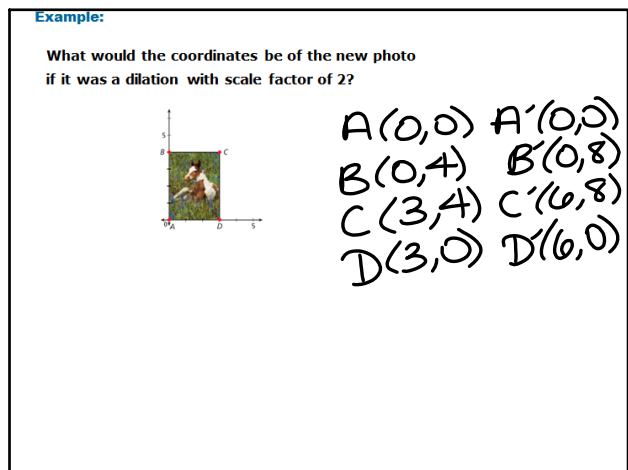 Example:
What would the coordinates be of the new photo
if it was a dilation with scale factor of 2?
5
B
C
0
A
D
5
A(0,0) A'(0,0)
B(0,4) B'(0,8)
C(3,4) C'(6,8)
D(3,0) D'(6,0)